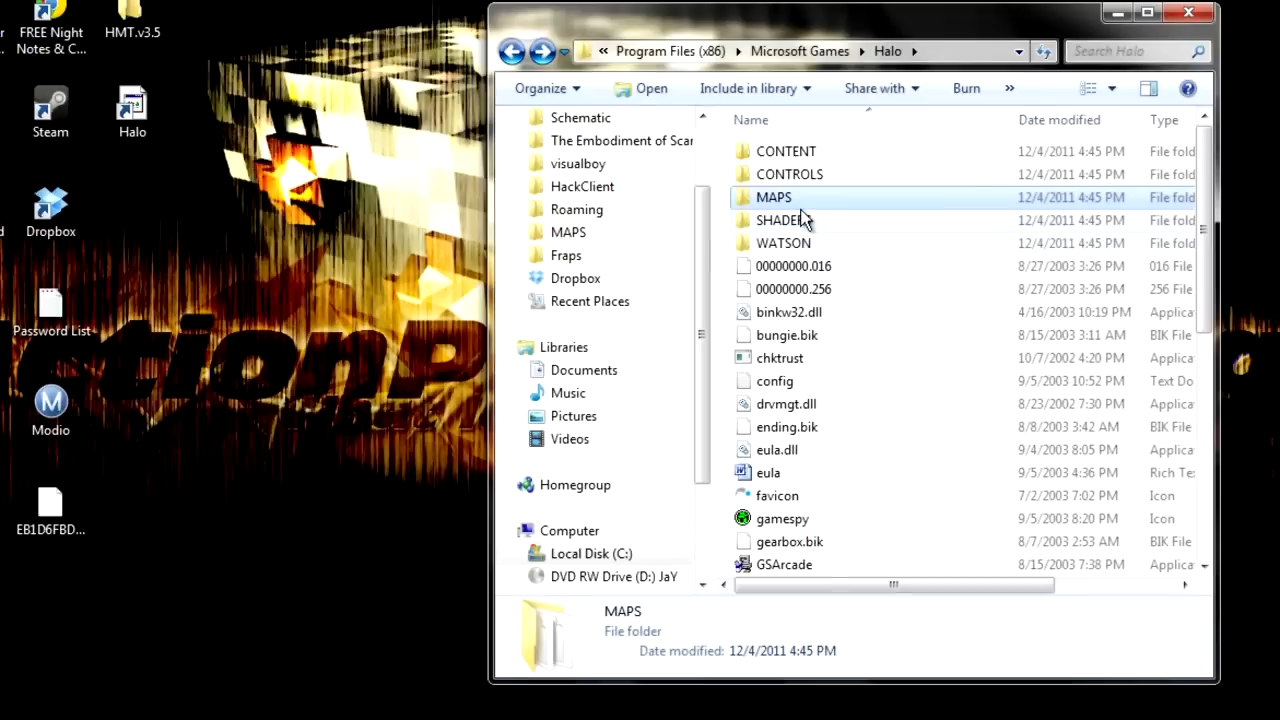 FREE Night
Notes & C...
HMT.v3.5
Steam
Halo
Dropbox
Password List
Modio
EB1D6FBD...
ctionP
« Program Files (x86) Microsoft Games Halo
Search Halo
Organize Open Include in library Share with Burn »
Schematic
The Embodiment of Scar
visualboy
HackClient
Roaming
MAPS
Fraps
Dropbox
Recent Places
Libraries
Documents
Music
Pictures
Videos
Homegroup
Computer
Local Disk (C:)
DVD RW Drive (D:) JaY
Name Date modified Type
CONTENT 12/4/2011 4:45 PM File fold
CONTROLS 12/4/2011 4:45 PM File fold
MAPS 12/4/2011 4:45 PM File fold
SHADE 12/4/2011 4:45 PM File fold
WATSON 12/4/2011 4:45 PM File fold
00000000.016 8/27/2003 3:26 PM 016 File
00000000.256 8/27/2003 3:26 PM 256 File
binkw32.dll 4/16/2003 10:19 PM Applica
bungie.bik 8/15/2003 3:11 AM BIK File
chktrust 10/7/2002 4:20 PM Applica
config 9/5/2003 10:52 PM Text Do
drvmgt.dll 8/23/2002 7:30 PM Applica
ending.bik 8/8/2003 3:42 AM BIK File
eula.dll 9/4/2003 8:05 PM Applica
eula 9/5/2003 4:36 PM Rich Te
favicon 7/2/2003 7:02 PM Icon
gamespy 9/5/2003 8:20 PM Icon
gearbox.bik 8/7/2003 2:53 AM BIK File
GSArcade 8/15/2003 7:38 PM Applica
MAPS
File folder
Date modified: 12/4/2011 4:45 PM